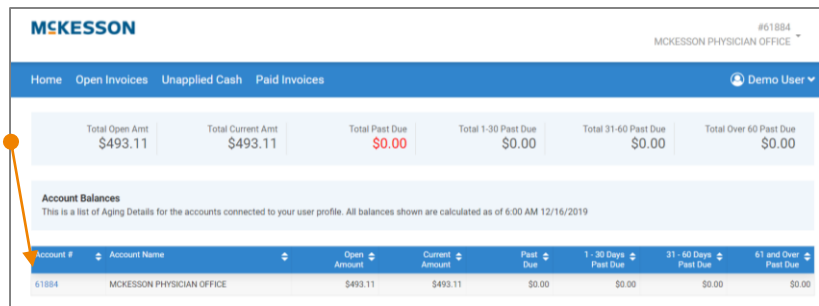 MCKESSON
#61884
MCKESSON PHYSICIAN OFFICE
Home Open Invoices Unapplied Cash Paid Invoices Demo User
Total Open Amt Total Current Amt Total Past Due Total 1-30 Past Due Total 31-60 Past Due Total Over 60 Past Due
$493.11 $493.11 $0.00 $0.00 $0.00 $0.00
Account Balances
This is a list of Aging Details for the accounts connected to your user profile. All balances shown are calculated as of 6:00 AM 12/16/2019
Account # Account Name Open Amount Current Amount Past Due 1 - 30 Days Past Due 31 - 60 Days Past Due 61 and Over Past Due
61884 MCKESSON PHYSICIAN OFFICE $493.11 $493.11 $0.00 $0.00 $0.00 $0.00